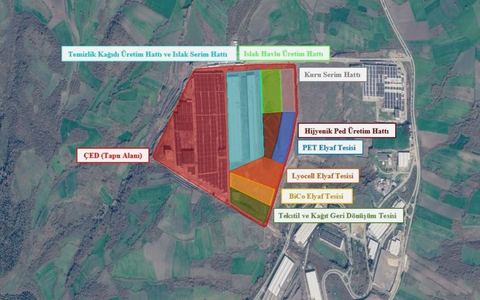 Temizlik Kağıdı Üretim Hattı ve Islak Serim Hattı
Islak Havlu Üretim Hattı
Kuru Serim Hattı
Hijyenik Ped Üretim Hattı
PET Elyaf Tesisi
ÇED (Tapu Alanı)
Lyocell Elyaf Tesisi
BiCo Elyaf Tesisi
Tekstil ve Kağıt Geri Dönüşüm Tesisi